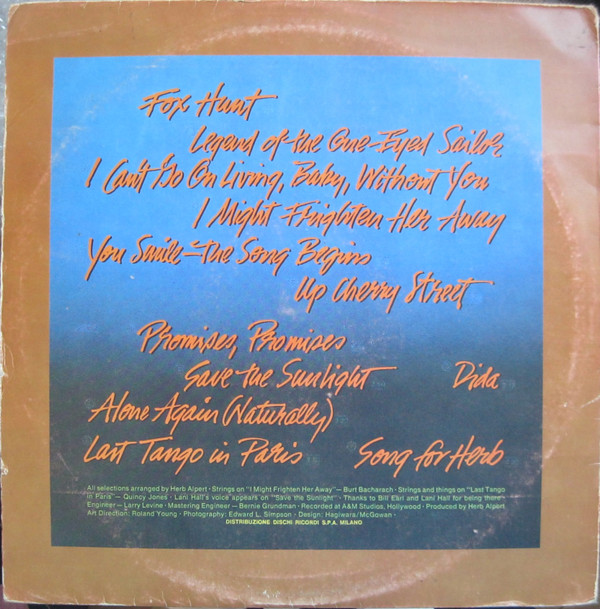 Fox Hunt
Legend of the One-Eyed Sailor
I Can't Go On Living, Baby, Without You
I Might Frighten Her Away
You Smile-the Song Begins
Up Cherry Street
Promises, Promises
Save the Sunlight Dida
Alone Again (Naturally)
Last Tango in Paris Song for Herb
All selections arranged by Herb Alpert · Strings on "I Might Frighten Her Away"— Burt Bacharach · Strings and things on "Last Tango
in Paris"— Quincy Jones · Lani Hall's voice appears on "Save the Sunlight" · Thanks to Bill Earl and Lani Hall for being there ·
Engineer — Larry Levine · Mastering Engineer — Bernie Grundman · Recorded at A&M Studios, Hollywood · Produced by Herb Alpert
Art Direction: Roland Young · Photography: Edward L. Simpson · Design: Hagiwara/McGowen ·
DISTRIBUZIONE DISCHI RICORDI S.P.A. MILANO